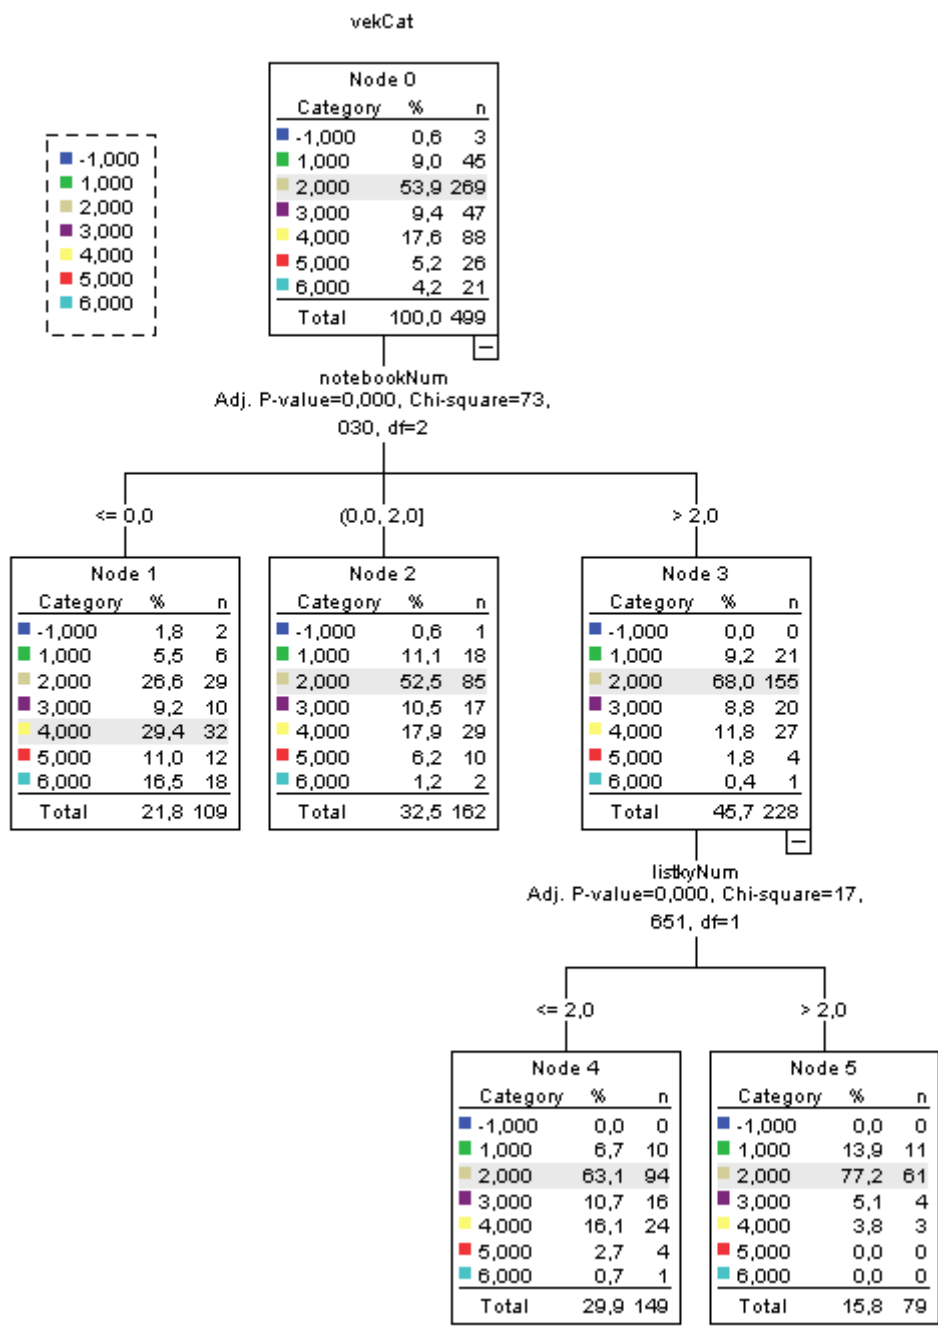 vekCat
Node 0
Category % n
-1,000 0,6 3
1,000 9,0 45
2,000 53,9 269
3,000 9,4 47
4,000 17,6 88
5,000 5,2 26
6,000 4,2 21
Total 100,0 499
-1,000
1,000
2,000
3,000
4,000
5,000
6,000
notebookNum
Adj. P-value=0,000, Chi-square=73,
030, df=2
<= 0,0
(0,0, 2,0]
> 2,0
Node 1
Category % n
-1,000 1,8 2
1,000 5,5 6
2,000 26,6 29
3,000 9,2 10
4,000 29,4 32
5,000 11,0 12
6,000 16,5 18
Total 21,8 109
Node 2
Category % n
-1,000 0,6 1
1,000 11,1 18
2,000 52,5 85
3,000 10,5 17
4,000 17,9 29
5,000 6,2 10
6,000 1,2 2
Total 32,5 162
Node 3
Category % n
-1,000 0,0 0
1,000 9,2 21
2,000 68,0 155
3,000 8,8 20
4,000 11,8 27
5,000 1,8 4
6,000 0,4 1
Total 45,7 228
listkyNum
Adj. P-value=0,000, Chi-square=17,
651, df=1
<= 2,0
> 2,0
Node 4
Category % n
-1,000 0,0 0
1,000 6,7 10
2,000 63,1 94
3,000 10,7 16
4,000 16,1 24
5,000 2,7 4
6,000 0,7 1
Total 29,9 149
Node 5
Category % n
-1,000 0,0 0
1,000 13,9 11
2,000 77,2 61
3,000 5,1 4
4,000 3,8 3
5,000 0,0 0
6,000 0,0 0
Total 15,8 79